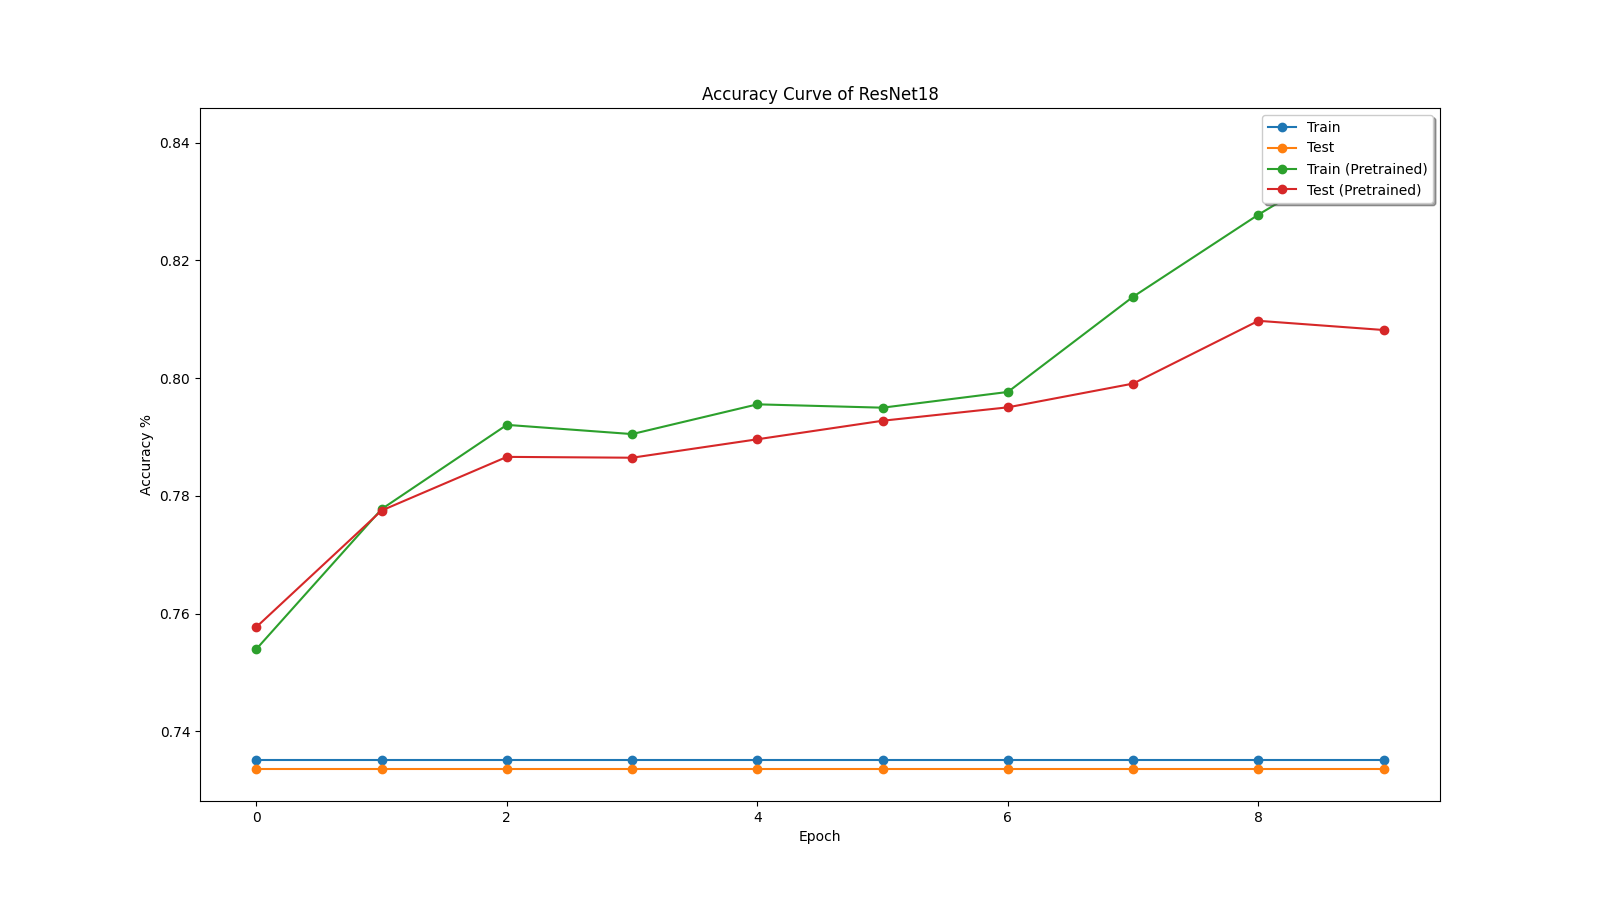 Accuracy Curve of ResNet18
Train
Test
Train (Pretrained)
Test (Pretrained)
0.84
0.82
0.80
0.78
0.76
0.74
Accuracy %
0 2 4 6 8
Epoch